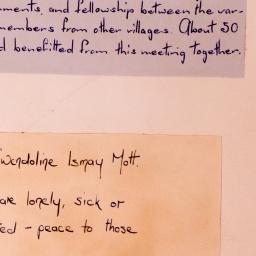 ments, and fellowship between the var-
members from other villages. About 50
d benefitted from this meeting together.
wendoline Ismay Mott.
are lonely, sick or
ed - peace to those